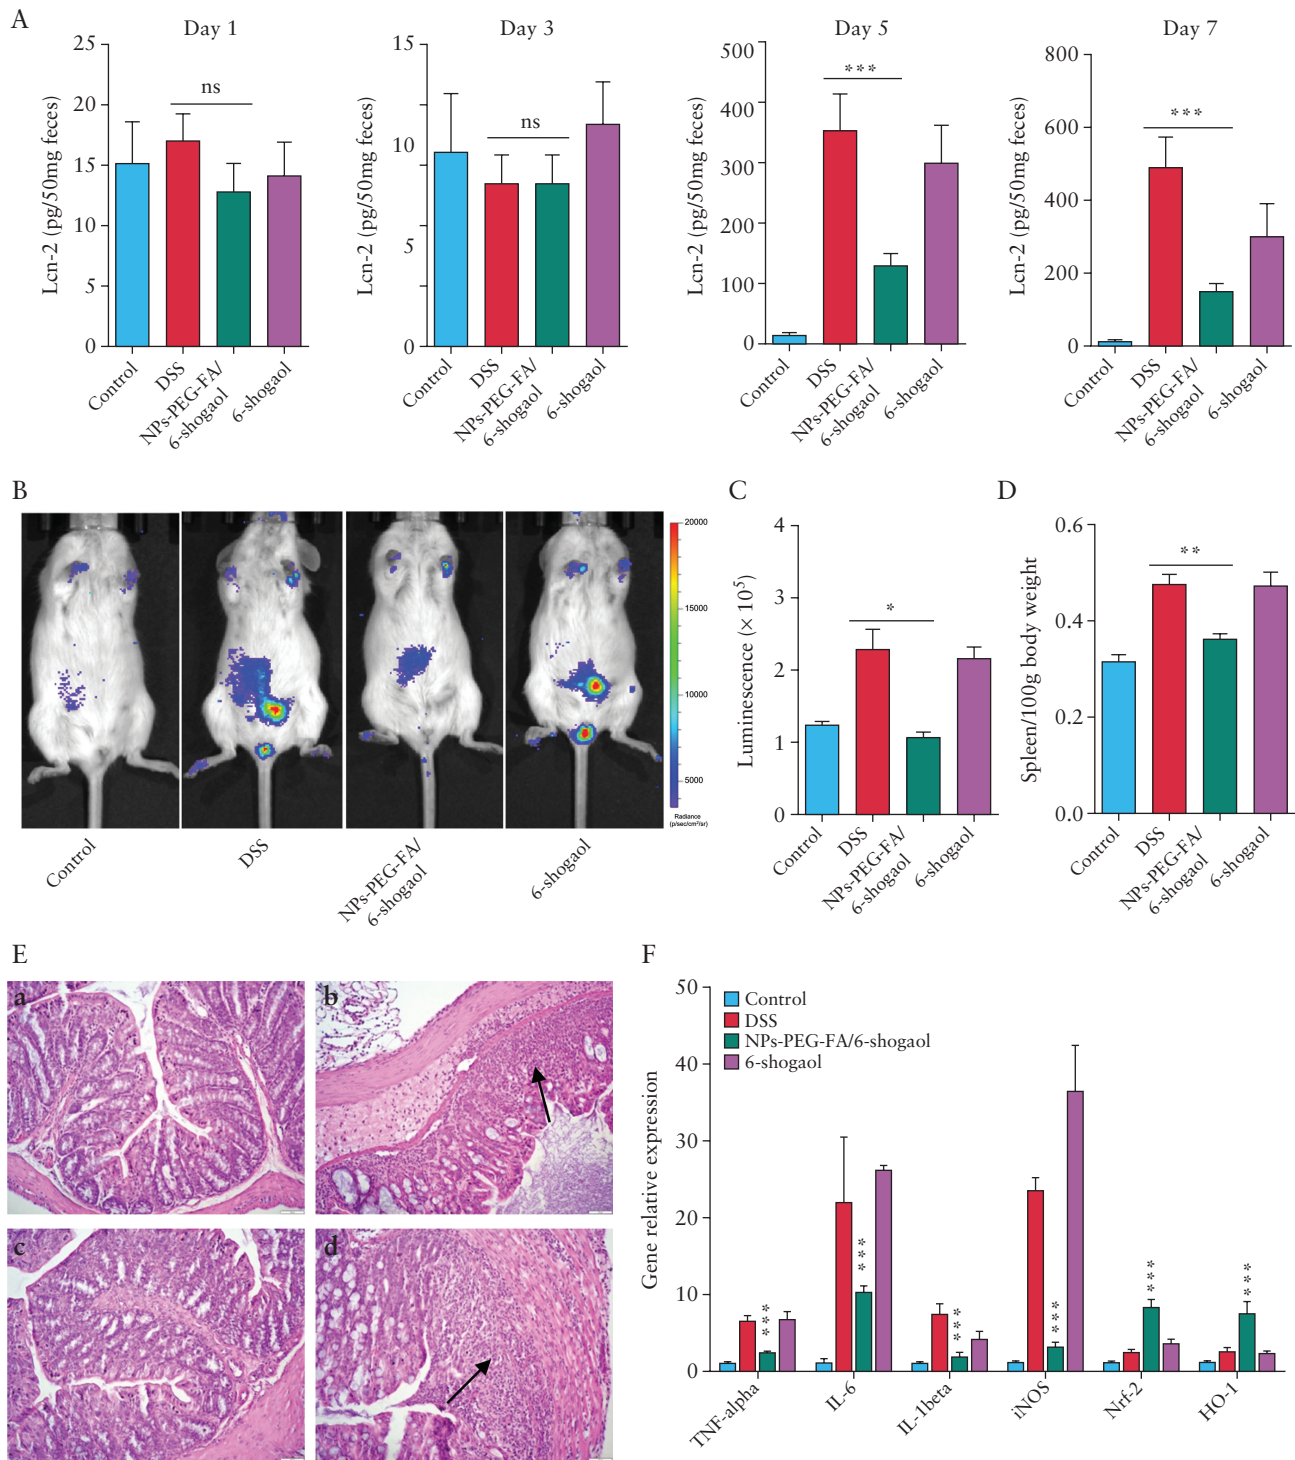 A
Day 1
Day 3
Day 5
Day 7
Lcn-2 (pg/50mg feces)
25
20
15
10
5
0
ns
Control
DSS
NPs-PEG-FA/
6-shogaol
6-shogaol
Lcn-2 (pg/50mg feces)
15
10
5
0
ns
Control
DSS
NPs-PEG-FA/
6-shogaol
6-shogaol
Lcn-2 (pg/50mg feces)
500
400
300
200
100
0
***
Control
DSS
NPs-PEG-FA/
6-shogaol
6-shogaol
Lcn-2 (pg/50mg feces)
800
600
400
200
0
***
Control
DSS
NPs-PEG-FA/
6-shogaol
6-shogaol
B
20000
15000
10000
5000
Radiance
(p/sec/cm²/sr)
Control
DSS
NPs-PEG-FA/
6-shogaol
6-shogaol
C
Luminescence (× 10⁵)
4
3
2
1
0
*
Control
DSS
NPs-PEG-FA/
6-shogaol
6-shogaol
D
Spleen/100g body weight
0.6
0.4
0.2
0.0
**
Control
DSS
NPs-PEG-FA/
6-shogaol
6-shogaol
E
a
b
c
d
F
Gene relative expression
50
40
30
20
10
0
Control
DSS
NPs-PEG-FA/6-shogaol
6-shogaol
***
***
***
***
***
***
TNF-alpha
IL-6
IL-1beta
iNOS
Nrf-2
HO-1